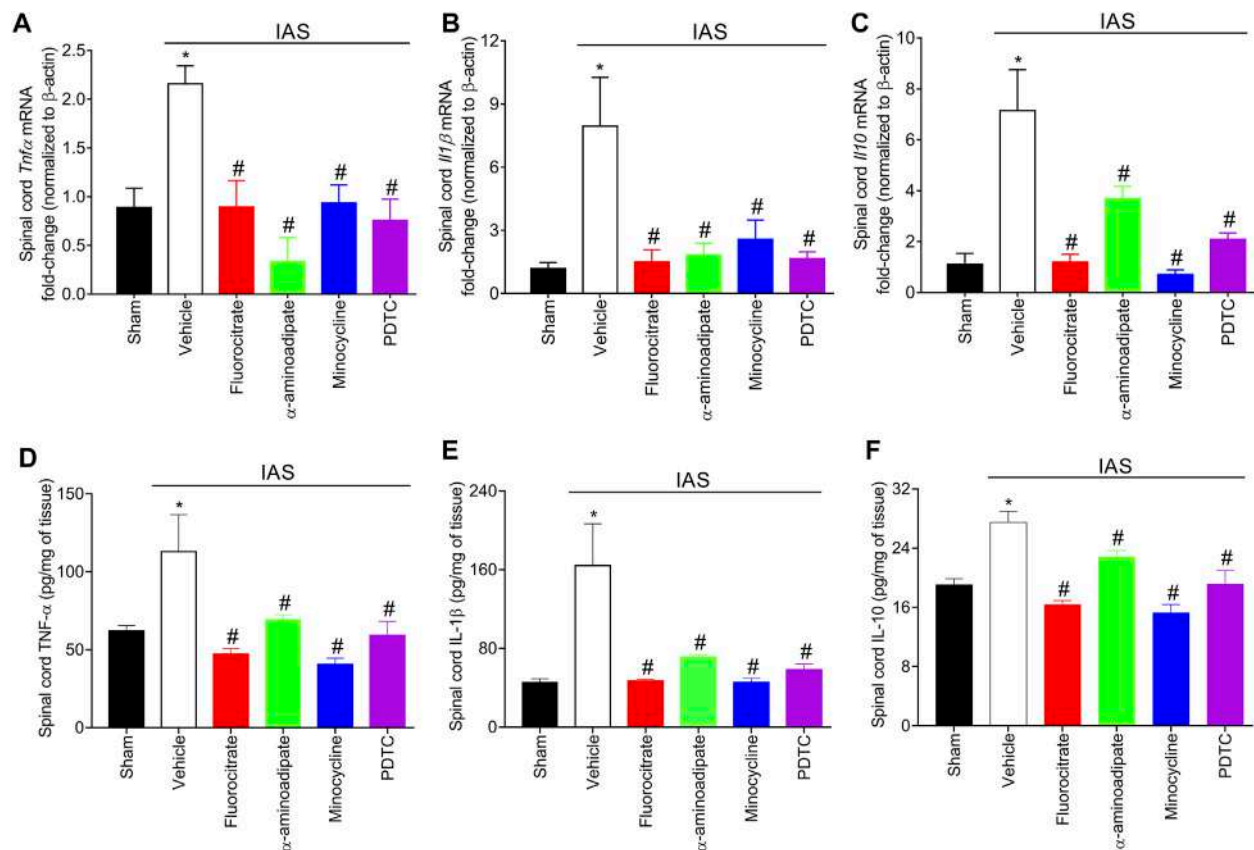 A
IAS
Spinal cord Tnfα mRNA
fold-change (normalized to β-actin)
2.5
2.0
1.5
1.0
0.5
0.0
*
#
#
#
#
Sham
Vehicle
Fluorocitrate
α-aminoadipate
Minocycline
PDTC
B
IAS
Spinal cord Il1β mRNA
fold-change (normalized to β-actin)
12
9
6
3
0
*
#
#
#
#
Sham
Vehicle
Fluorocitrate
α-aminoadipate
Minocycline
PDTC
C
IAS
Spinal cord Il10 mRNA
fold-change (normalized to β-actin)
10
8
6
4
2
0
*
#
#
#
#
Sham
Vehicle
Fluorocitrate
α-aminoadipate
Minocycline
PDTC
D
IAS
Spinal cord TNF-α (pg/mg of tissue)
150
100
50
0
*
#
#
#
#
Sham
Vehicle
Fluorocitrate
α-aminoadipate
Minocycline
PDTC
E
IAS
Spinal cord IL-1β (pg/mg of tissue)
240
160
80
0
*
#
#
#
#
Sham
Vehicle
Fluorocitrate
α-aminoadipate
Minocycline
PDTC
F
IAS
Spinal cord IL-10 (pg/mg of tissue)
32
24
16
8
0
*
#
#
#
#
Sham
Vehicle
Fluorocitrate
α-aminoadipate
Minocycline
PDTC